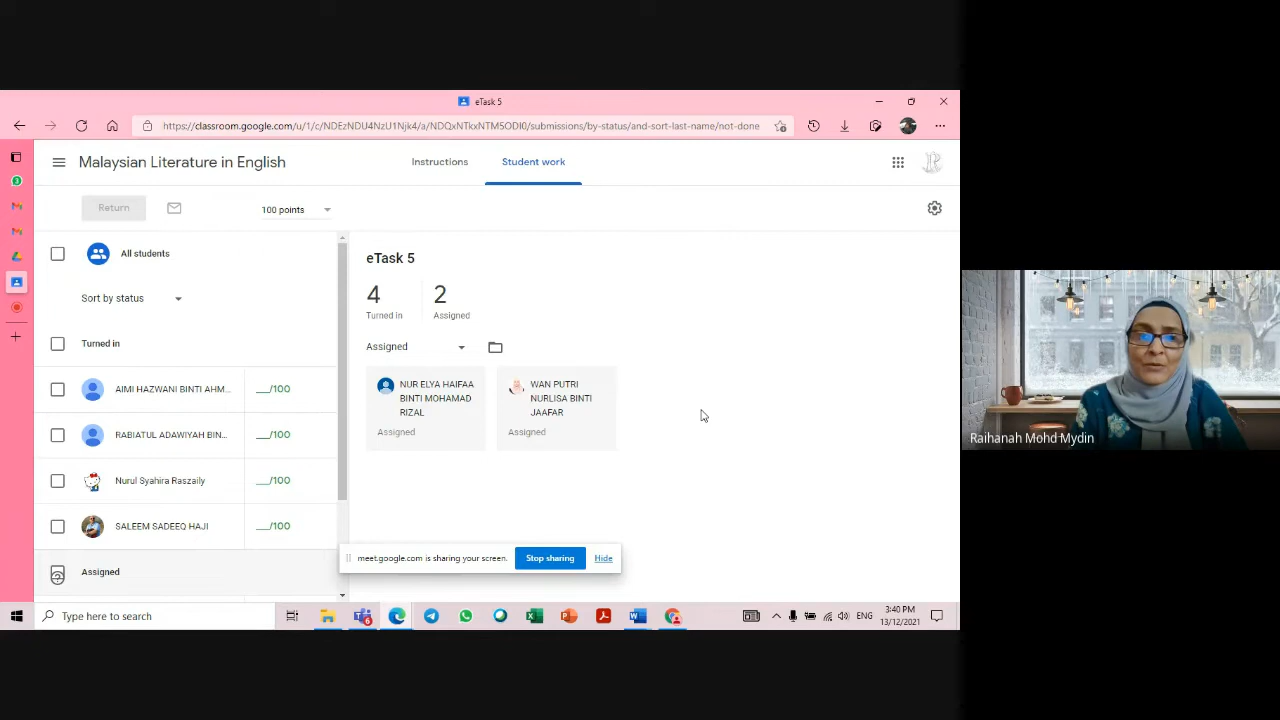 eTask 5
https://classroom.google.com/u/1/c/NDEzNDU4NzU1Njk4/a/NDQxNTkxNTM5ODI0/submissions/by-status/and-sort-last-name/not-done
Malaysian Literature in English
Instructions
Student work
Return
100 points
All students
Sort by status
Turned in
AIMI HAZWANI BINTI AHM...
__/100
RABIATUL ADAWIYAH BIN...
__/100
Nurul Syahira Raszaily
__/100
SALEEM SADEEQ HAJI
__/100
Assigned
eTask 5
4
Turned in
2
Assigned
Assigned
NUR ELYA HAIFAA
BINTI MOHAMAD
RIZAL
Assigned
WAN PUTRI
NURLISA BINTI
JAAFAR
Assigned
meet.google.com is sharing your screen.
Stop sharing
Hide
Raihanah Mohd Mydin
Type here to search
ENG
3:40 PM
13/12/2021